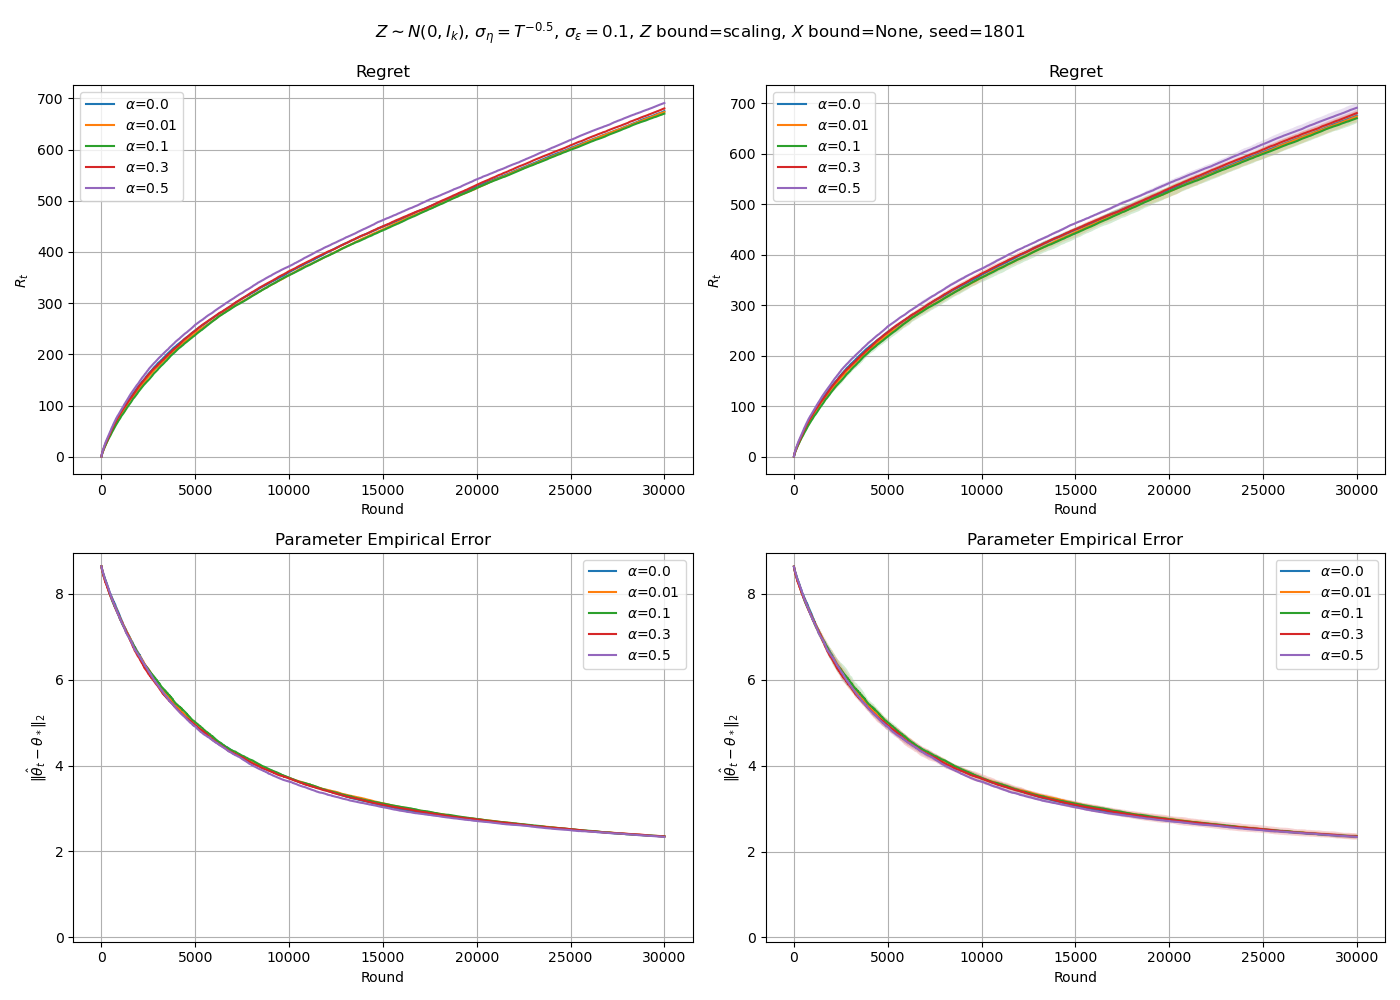 Z ∼ N(0, I_k), σ_η = T^{−0.5}, σ_ε = 0.1, Z bound=scaling, X bound=None, seed=1801
Regret
R_t
700
600
500
400
300
200
100
0
α=0.0
α=0.01
α=0.1
α=0.3
α=0.5
0 5000 10000 15000 20000 25000 30000
Round
Regret
R_t
700
600
500
400
300
200
100
0
α=0.0
α=0.01
α=0.1
α=0.3
α=0.5
0 5000 10000 15000 20000 25000 30000
Round
Parameter Empirical Error
‖θ̂_t − θ_*‖_2
8
6
4
2
0
α=0.0
α=0.01
α=0.1
α=0.3
α=0.5
0 5000 10000 15000 20000 25000 30000
Round
Parameter Empirical Error
‖θ̂_t − θ_*‖_2
8
6
4
2
0
α=0.0
α=0.01
α=0.1
α=0.3
α=0.5
0 5000 10000 15000 20000 25000 30000
Round